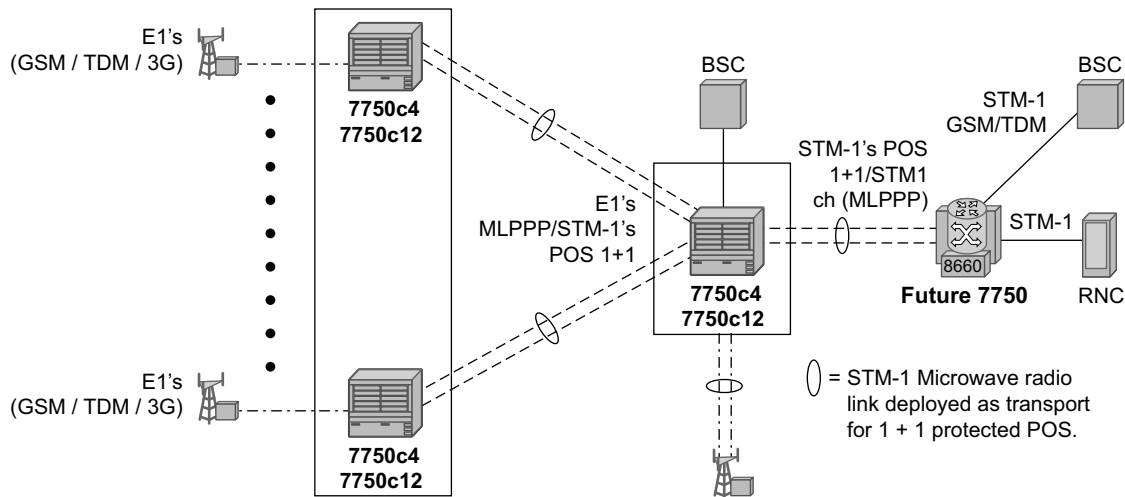 E1's
(GSM / TDM / 3G)
7750c4
7750c12
BSC
BSC
STM-1
GSM/TDM
STM-1's POS
1+1/STM1
ch (MLPPP)
E1's
MLPPP/STM-1's
POS 1+1
STM-1
8660
7750c4
7750c12
Future 7750
RNC
E1's
(GSM / TDM / 3G)
7750c4
7750c12
= STM-1 Microwave radio
link deployed as transport
for 1 + 1 protected POS.